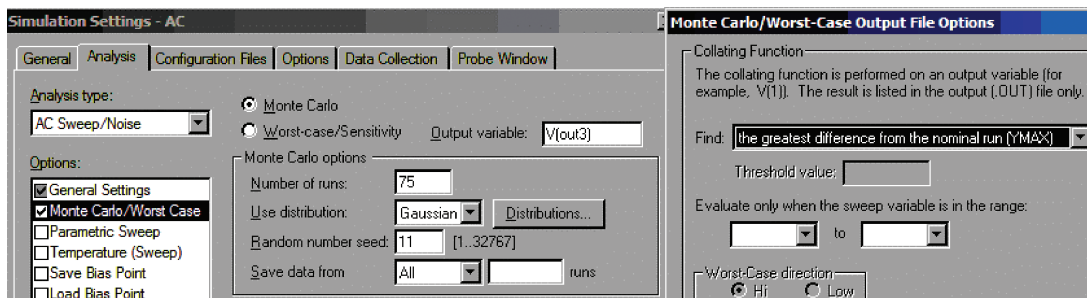 Simulation Settings - AC
General Analysis Configuration Files Options Data Collection Probe Window
Analysis type:
AC Sweep/Noise
Options:
General Settings
Monte Carlo/Worst Case
Parametric Sweep
Temperature (Sweep)
Save Bias Point
Load Bias Point
Monte Carlo
Worst-case/Sensitivity Output variable: V(out3)
Monte Carlo options
Number of runs: 75
Use distribution: Gaussian Distributions...
Random number seed: 11 [1..32767]
Save data from All runs
Monte Carlo/Worst-Case Output File Options
Collating Function
The collating function is performed on an output variable (for
example, V(1)). The result is listed in the output (.OUT) file only.
Find: the greatest difference from the nominal run (YMAX)
Threshold value:
Evaluate only when the sweep variable is in the range:
to
Worst-Case direction
Hi Low